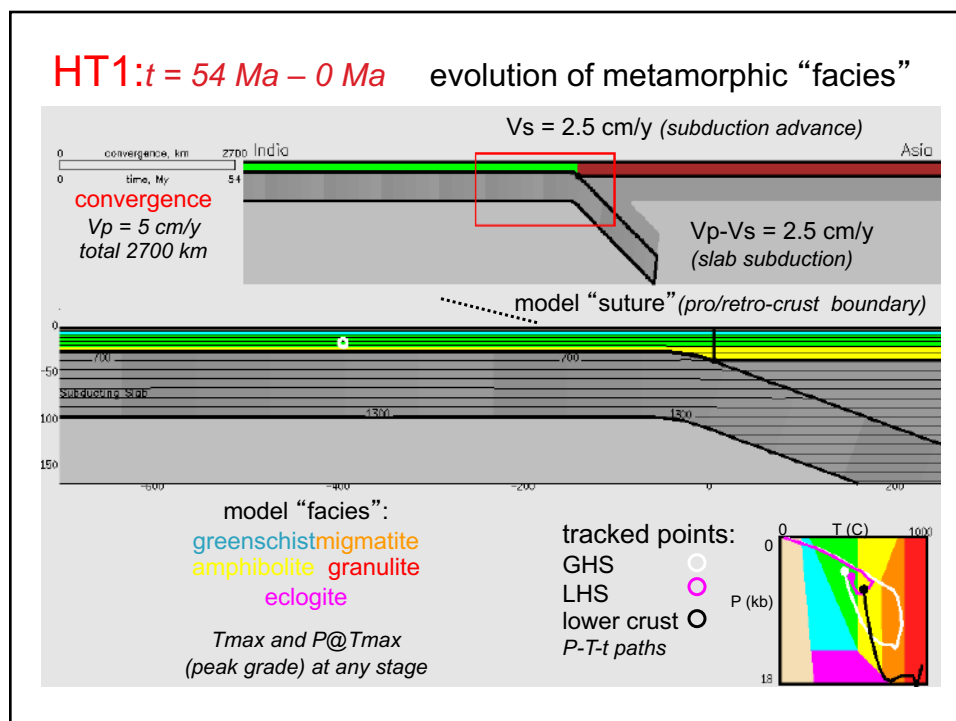 HT1:t = 54 Ma – 0 Ma evolution of metamorphic “facies”
Vs = 2.5 cm/y (subduction advance)
0 convergence, km 2700 India Asia
0 time, My 54
convergence
Vp = 5 cm/y
total 2700 km
Vp-Vs = 2.5 cm/y
(slab subduction)
model “suture” (pro/retro-crust boundary)
0
700 700
-50
Subducting Slab
1300 1300
100
150
-600 -400 -200 0 200
model “facies”:
greenschist migmatite
amphibolite granulite
eclogite
Tmax and P@Tmax
(peak grade) at any stage
tracked points:
GHS
LHS
lower crust
P-T-t paths
0 T (C) 1000
0
P (kb)
18